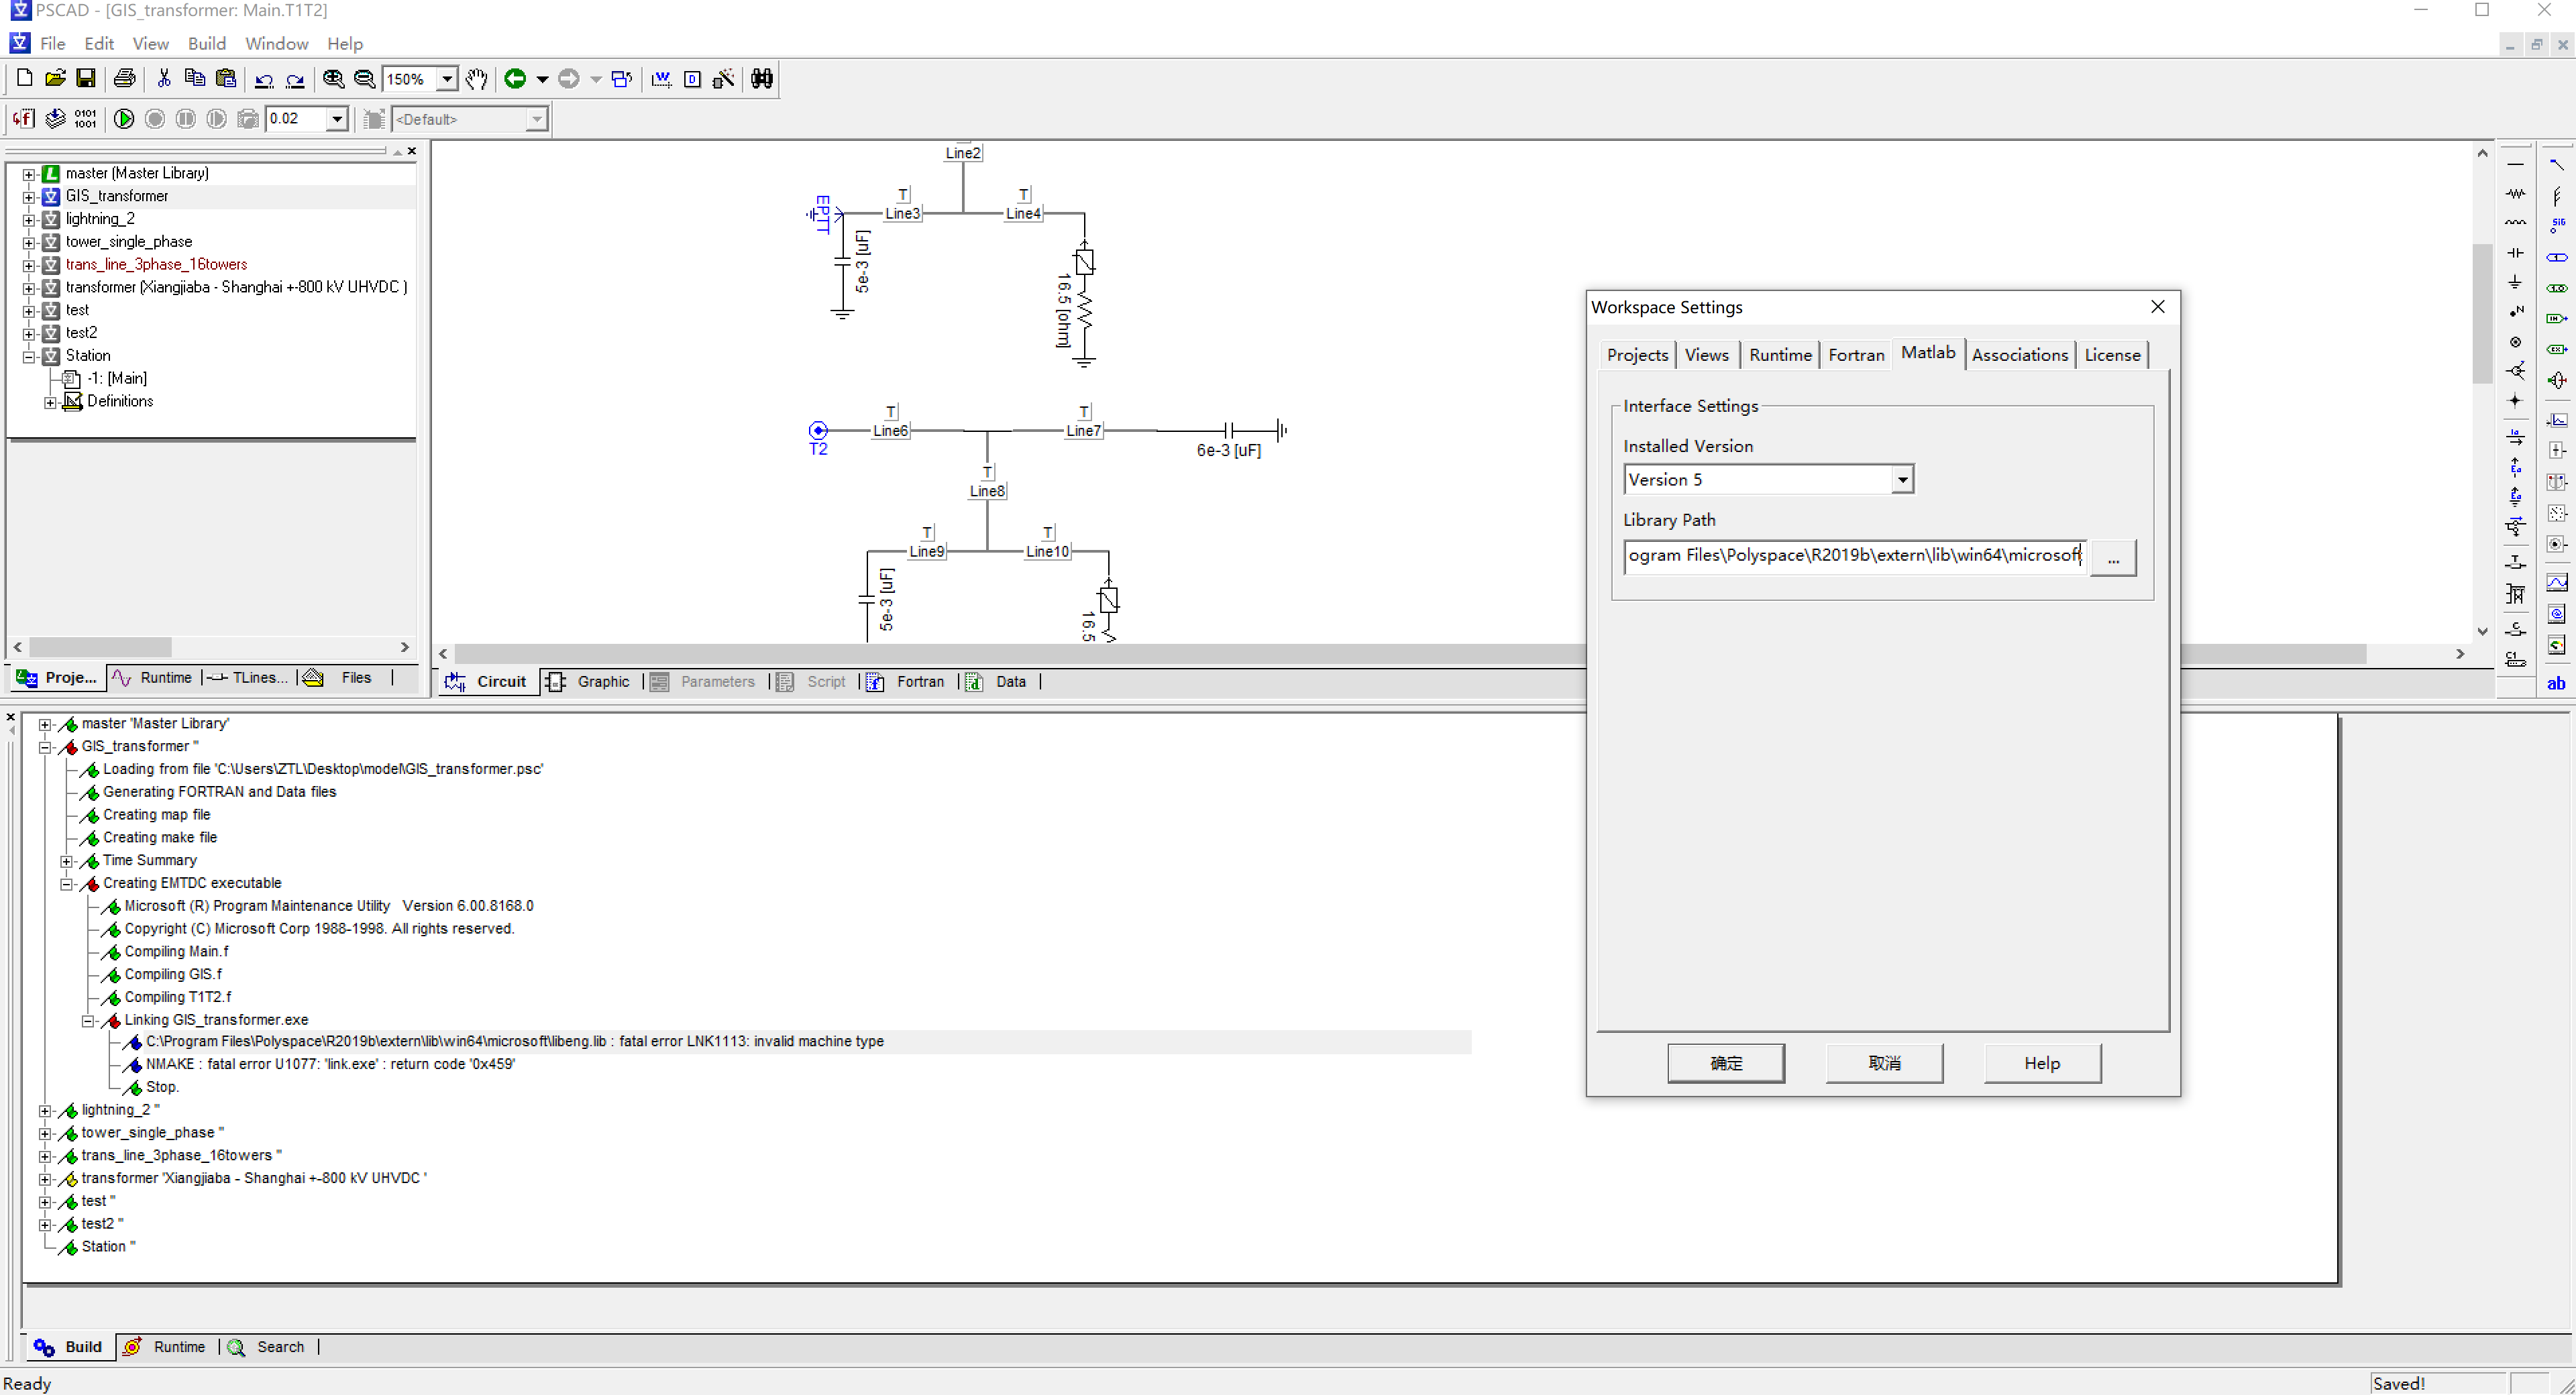 PSCAD - [GIS_transformer: Main.T1T2]
File Edit View Build Window Help
150%
0.02
<Default>
master (Master Library)
GIS_transformer
lightning_2
tower_single_phase
trans_line_3phase_16towers
transformer (Xiangjiaba - Shanghai +-800 kV UHVDC )
test
test2
Station
-1: [Main]
Definitions
Proje... Runtime TLines... Files
Line2
EPTT
T
Line3
T
Line4
5e-3 [uF]
16.5 [ohm]
T2
T
Line6
T
Line7
6e-3 [uF]
T
Line8
T
Line9
T
Line10
5e-3 [uF]
16.5
Circuit Graphic Parameters Script Fortran Data
Workspace Settings
Projects Views Runtime Fortran Matlab Associations License
Interface Settings
Installed Version
Version 5
Library Path
ogram Files\Polyspace\R2019b\extern\lib\win64\microsoft
...
确定 取消 Help
master 'Master Library'
GIS_transformer ''
Loading from file 'C:\Users\ZTL\Desktop\model\GIS_transformer.psc'
Generating FORTRAN and Data files
Creating map file
Creating make file
Time Summary
Creating EMTDC executable
Microsoft (R) Program Maintenance Utility Version 6.00.8168.0
Copyright (C) Microsoft Corp 1988-1998. All rights reserved.
Compiling Main.f
Compiling GIS.f
Compiling T1T2.f
Linking GIS_transformer.exe
C:\Program Files\Polyspace\R2019b\extern\lib\win64\microsoft\libeng.lib : fatal error LNK1113: invalid machine type
NMAKE : fatal error U1077: 'link.exe' : return code '0x459'
Stop.
lightning_2 ''
tower_single_phase ''
trans_line_3phase_16towers ''
transformer 'Xiangjiaba - Shanghai +-800 kV UHVDC '
test ''
test2 ''
Station ''
Build Runtime Search
Ready
Saved!